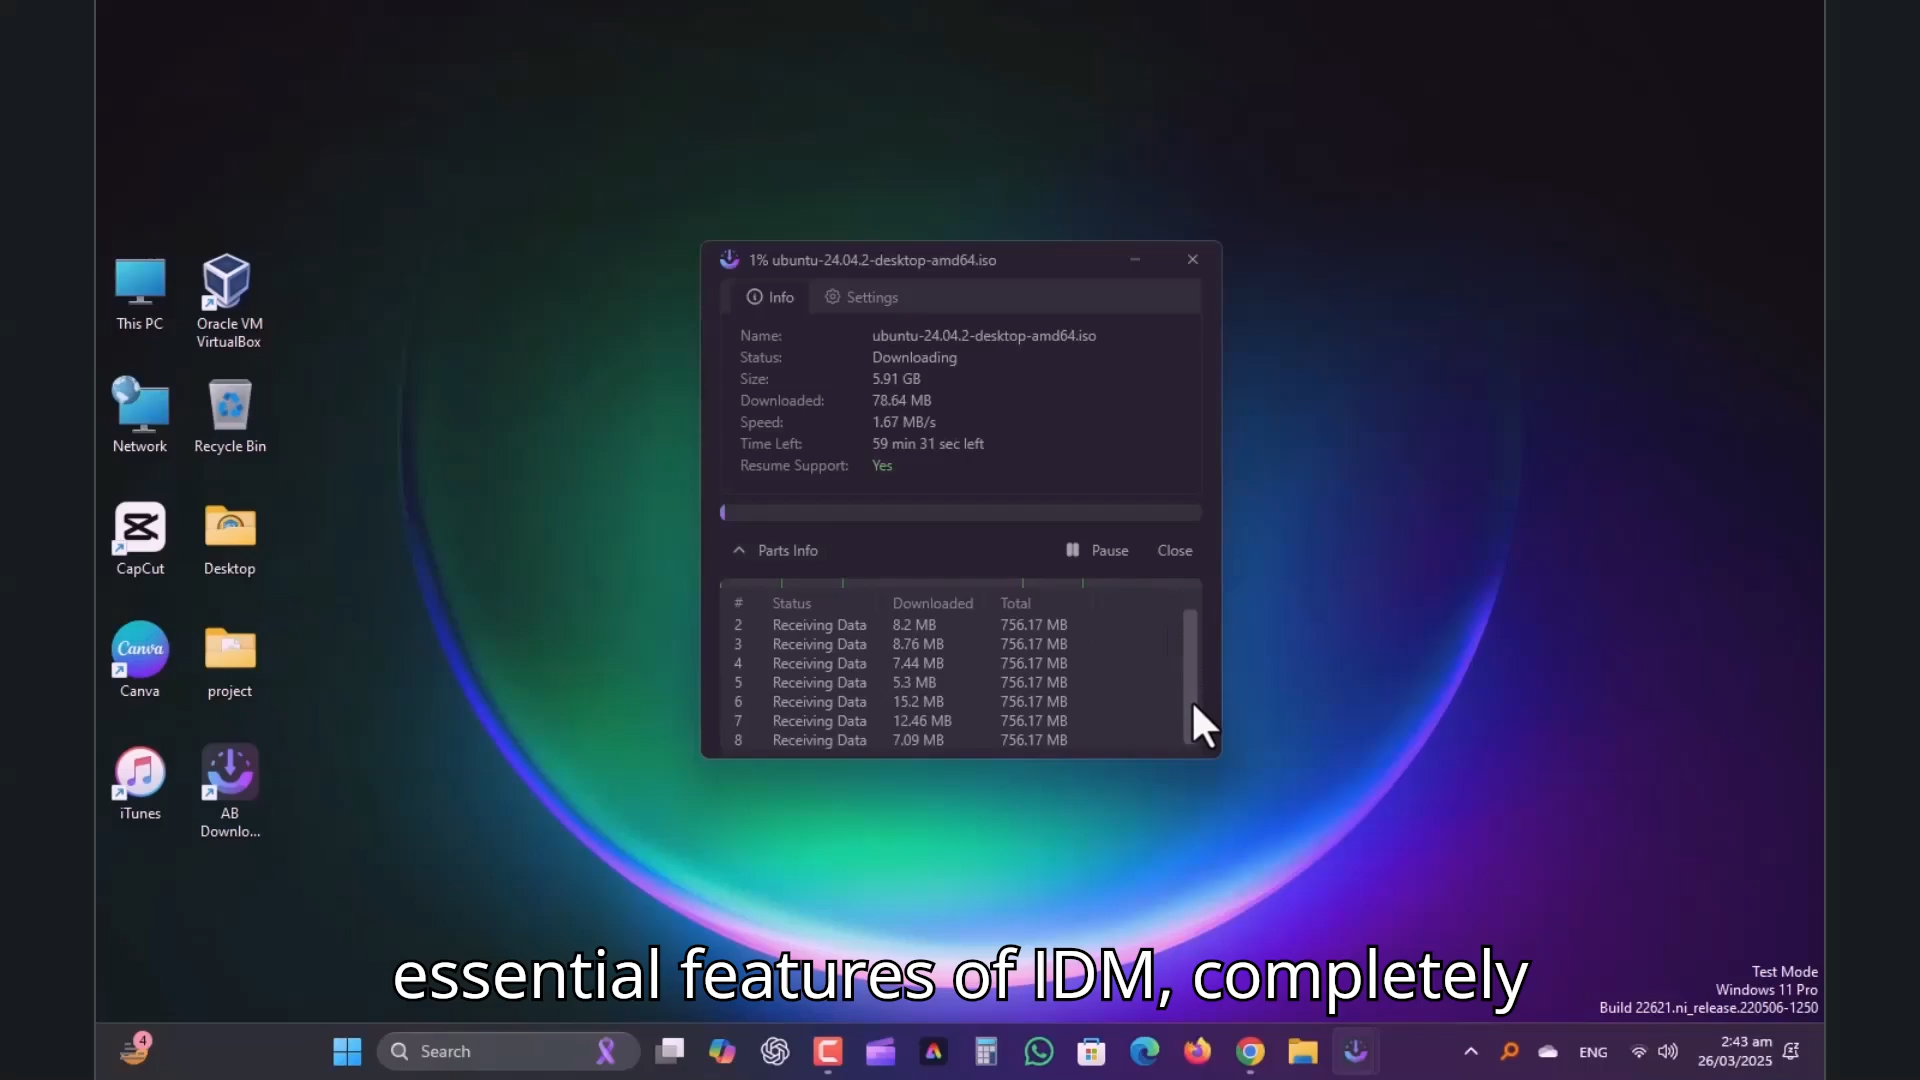 1% ubuntu-24.04.2-desktop-amd64.iso
Info
Settings
Name: ubuntu-24.04.2-desktop-amd64.iso
Status: Downloading
Size: 5.91 GB
Downloaded: 78.64 MB
Speed: 1.67 MB/s
Time Left: 59 min 31 sec left
Resume Support: Yes
Parts Info
Pause
Close
# Status Downloaded Total
2 Receiving Data 8.2 MB 756.17 MB
3 Receiving Data 8.76 MB 756.17 MB
4 Receiving Data 7.44 MB 756.17 MB
5 Receiving Data 5.3 MB 756.17 MB
6 Receiving Data 15.2 MB 756.17 MB
7 Receiving Data 12.46 MB 756.17 MB
8 Receiving Data 7.09 MB 756.17 MB
This PC
Oracle VM
VirtualBox
Network
Recycle Bin
CapCut
Desktop
Canva
Canva
project
iTunes
AB
Downlo...
essential features of IDM, completely
Test Mode
Windows 11 Pro
Build 22621.ni_release.220506-1250
4
Search
ENG
2:43 am
26/03/2025